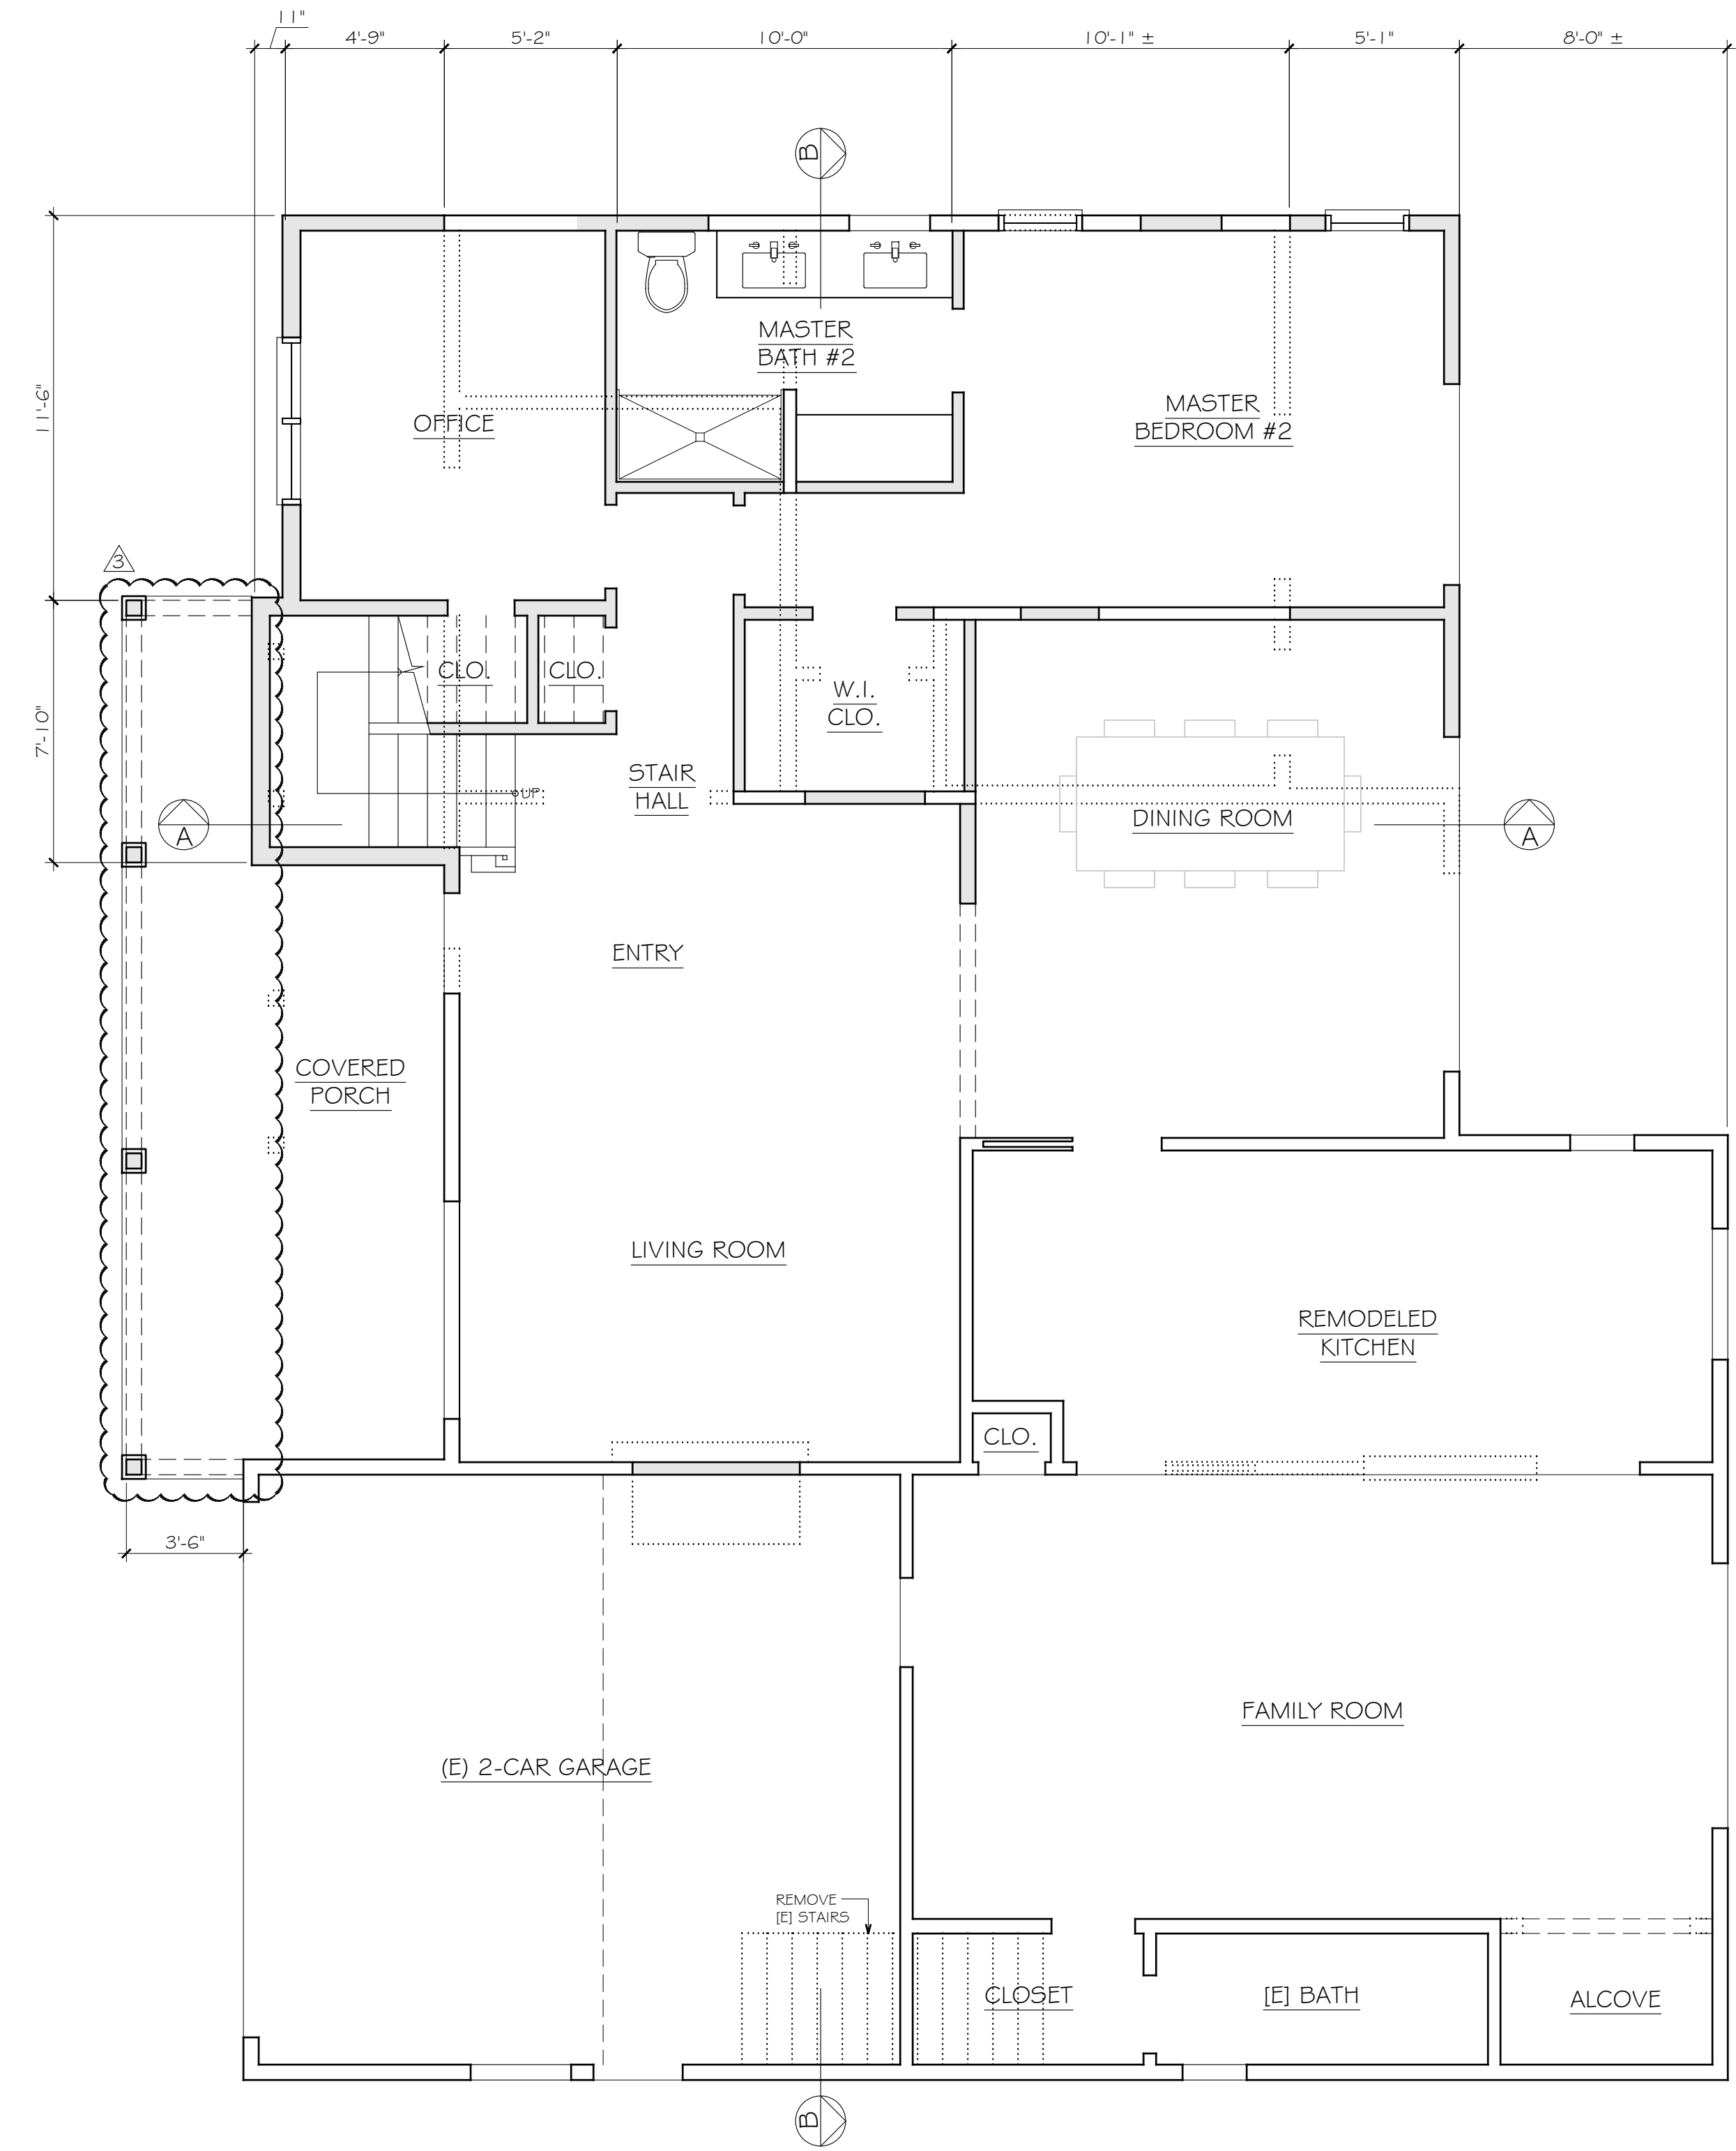 11"
4'-9"
5'-2"
10'-0"
10'-1" ±
5'-1"
8'-0" ±
B
MASTER
BATH #2
11'-6"
OFFICE
MASTER
BEDROOM #2
3
CLO.
CLO.
W.I.
CLO.
7'-10"
STAIR
HALL
UP
A
DINING ROOM
A
ENTRY
COVERED
PORCH
LIVING ROOM
REMODELED
KITCHEN
CLO.
3'-6"
FAMILY ROOM
(E) 2-CAR GARAGE
REMOVE
[E] STAIRS
CLOSET
[E] BATH
ALCOVE
B